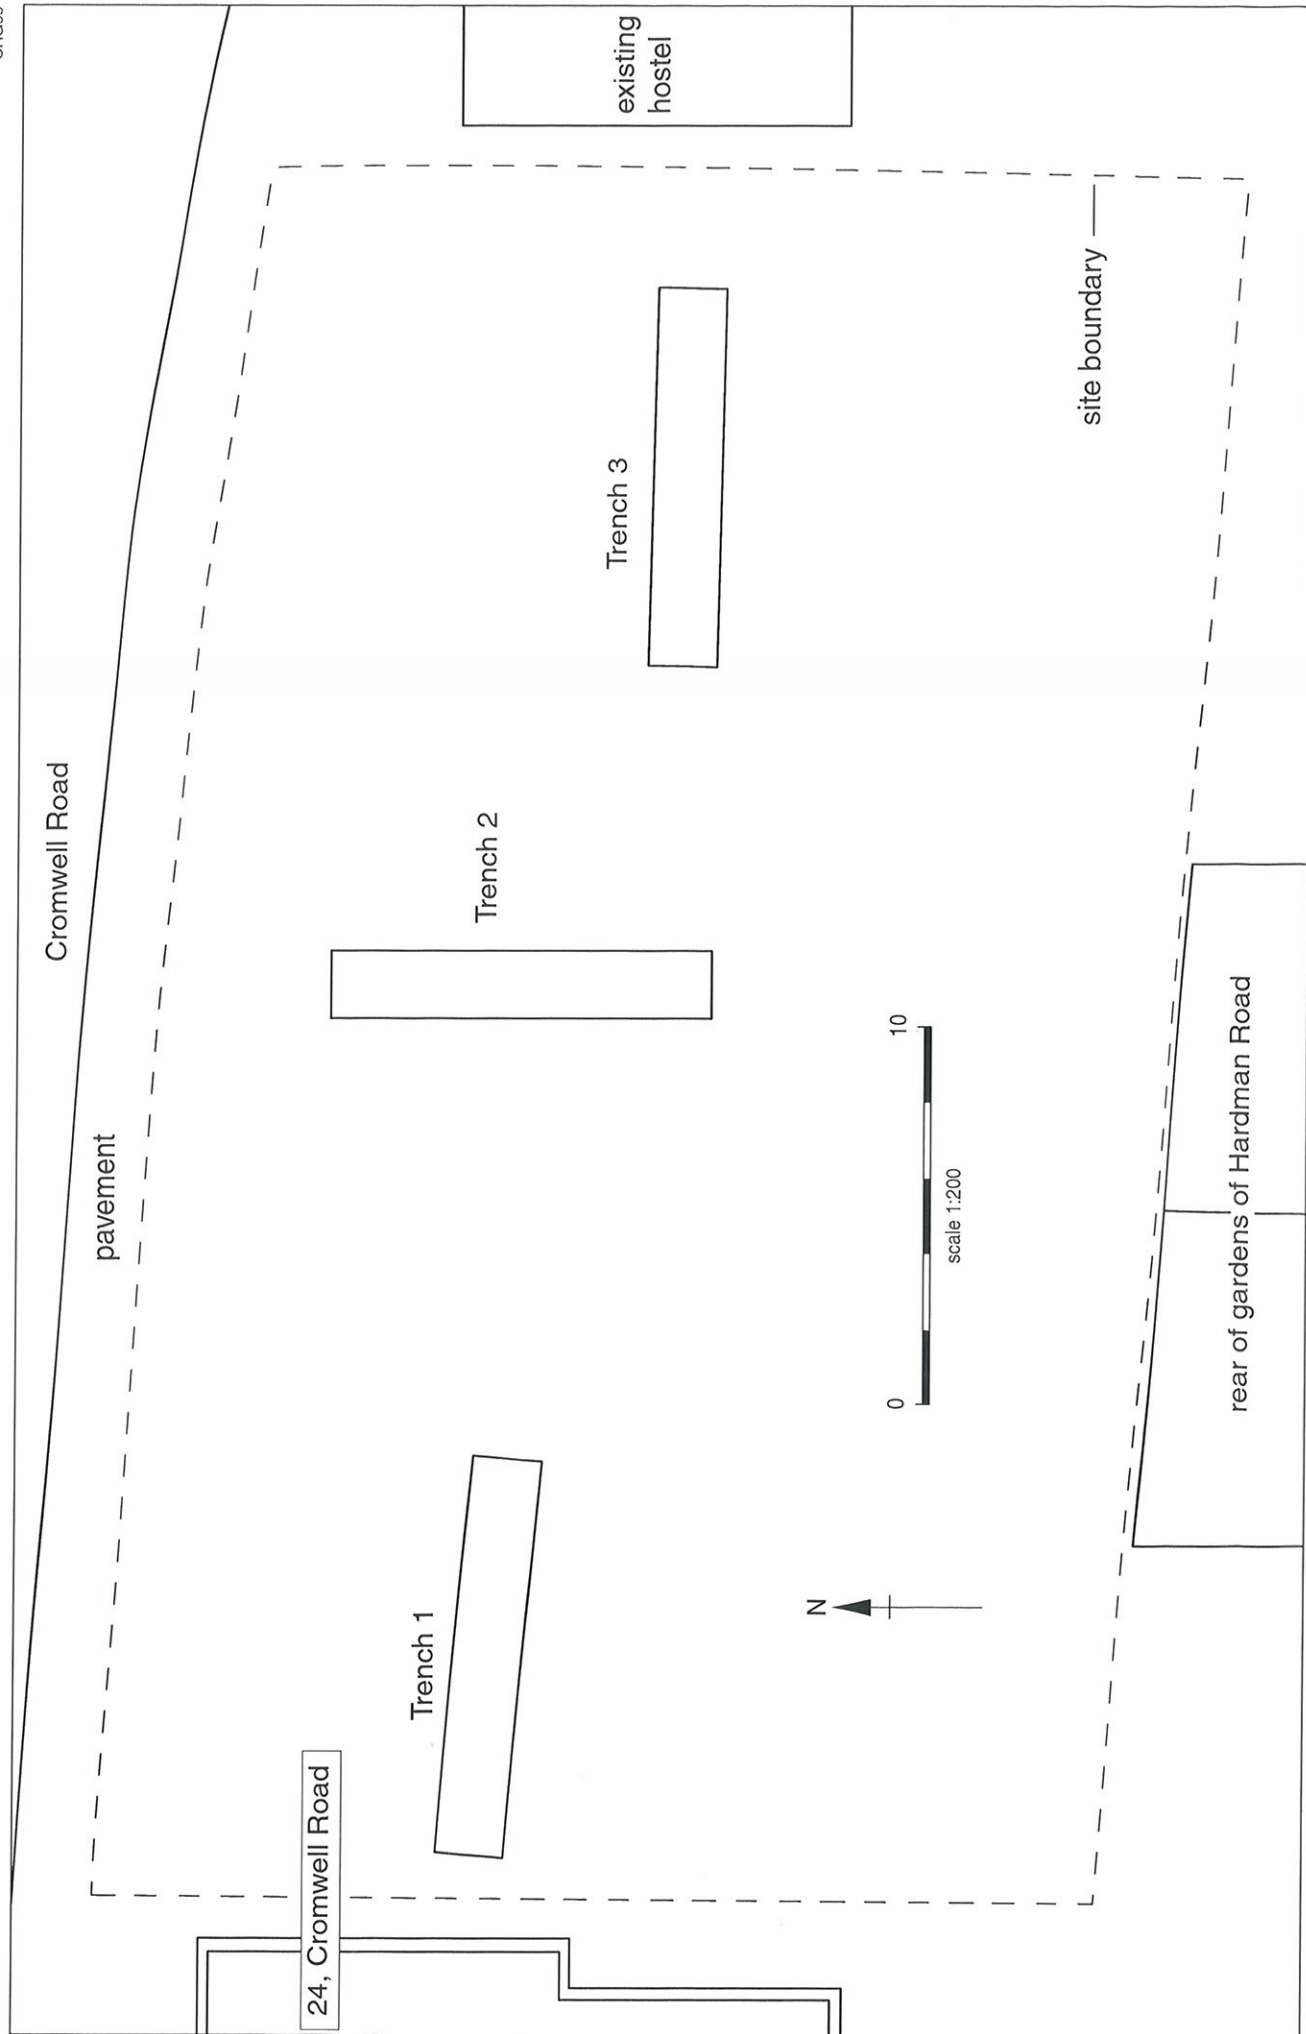 Cromwell Road
pavement
existing
hostel
24, Cromwell Road
Trench 1
Trench 2
Trench 3
N
0
10
scale 1:200
site boundary
rear of gardens of Hardman Road